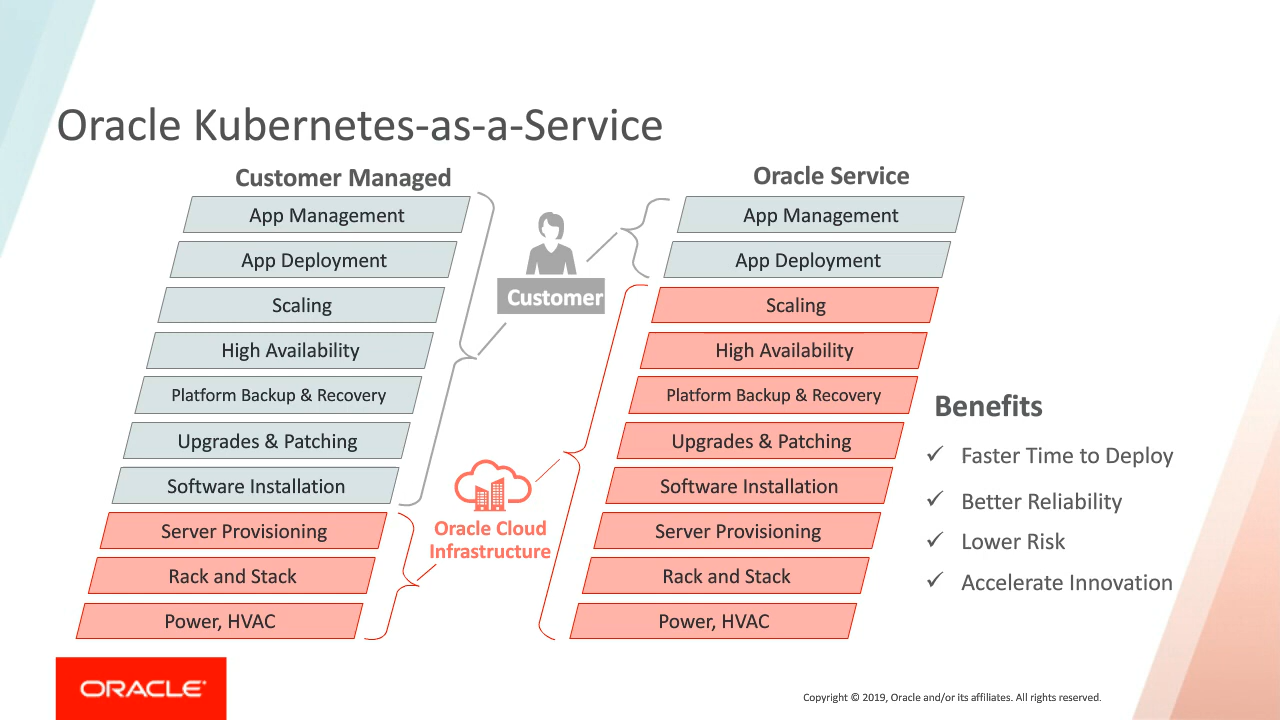 Oracle Kubernetes-as-a-Service
Customer Managed
App Management
App Deployment
Scaling
High Availability
Platform Backup & Recovery
Upgrades & Patching
Software Installation
Server Provisioning
Rack and Stack
Power, HVAC
Customer
Oracle Cloud
Infrastructure
Oracle Service
App Management
App Deployment
Scaling
High Availability
Platform Backup & Recovery
Upgrades & Patching
Software Installation
Server Provisioning
Rack and Stack
Power, HVAC
Benefits
✓ Faster Time to Deploy
✓ Better Reliability
✓ Lower Risk
✓ Accelerate Innovation
ORACLE
Copyright © 2019, Oracle and/or its affiliates. All rights reserved.